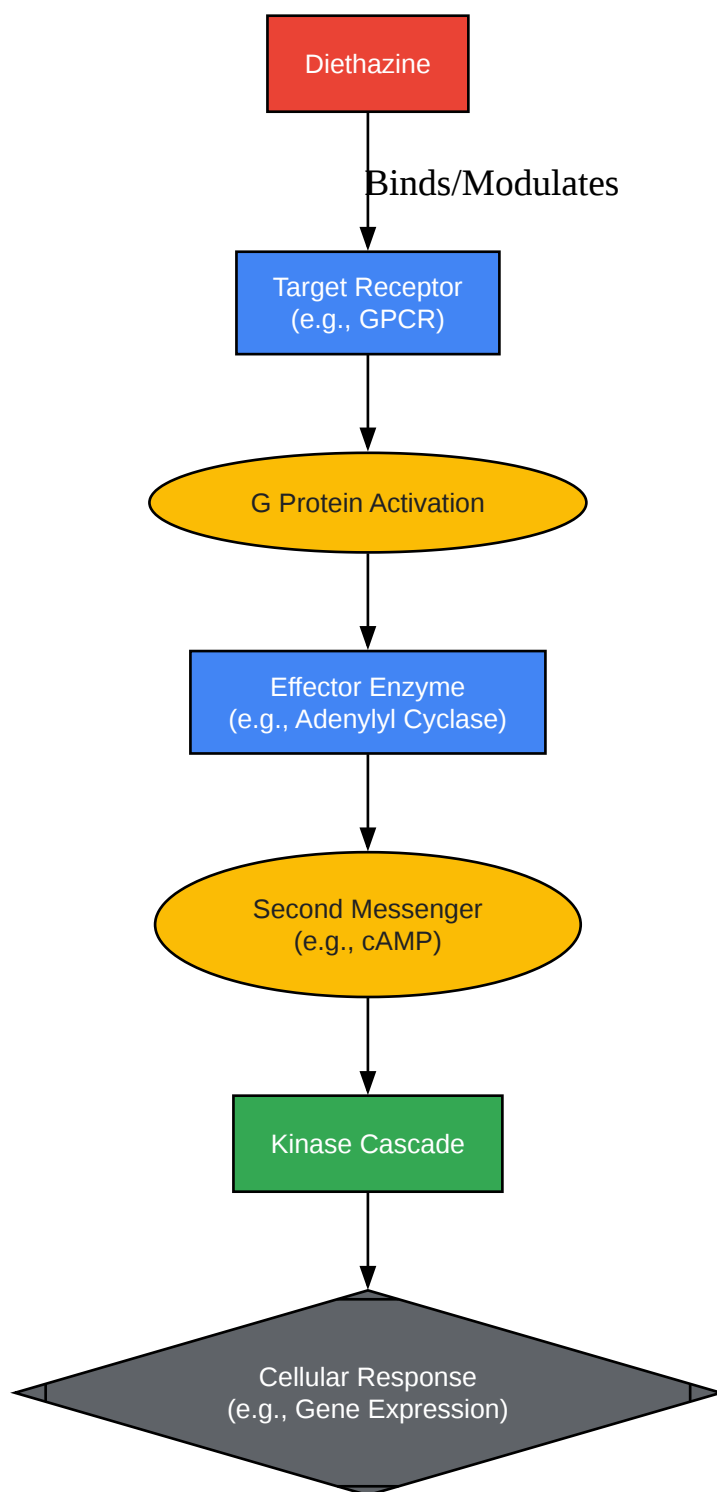 Diethazine
Binds/Modulates
Target Receptor
(e.g., GPCR)
G Protein Activation
Effector Enzyme
(e.g., Adenylyl Cyclase)
Second Messenger
(e.g., cAMP)
Kinase Cascade
Cellular Response
(e.g., Gene Expression)